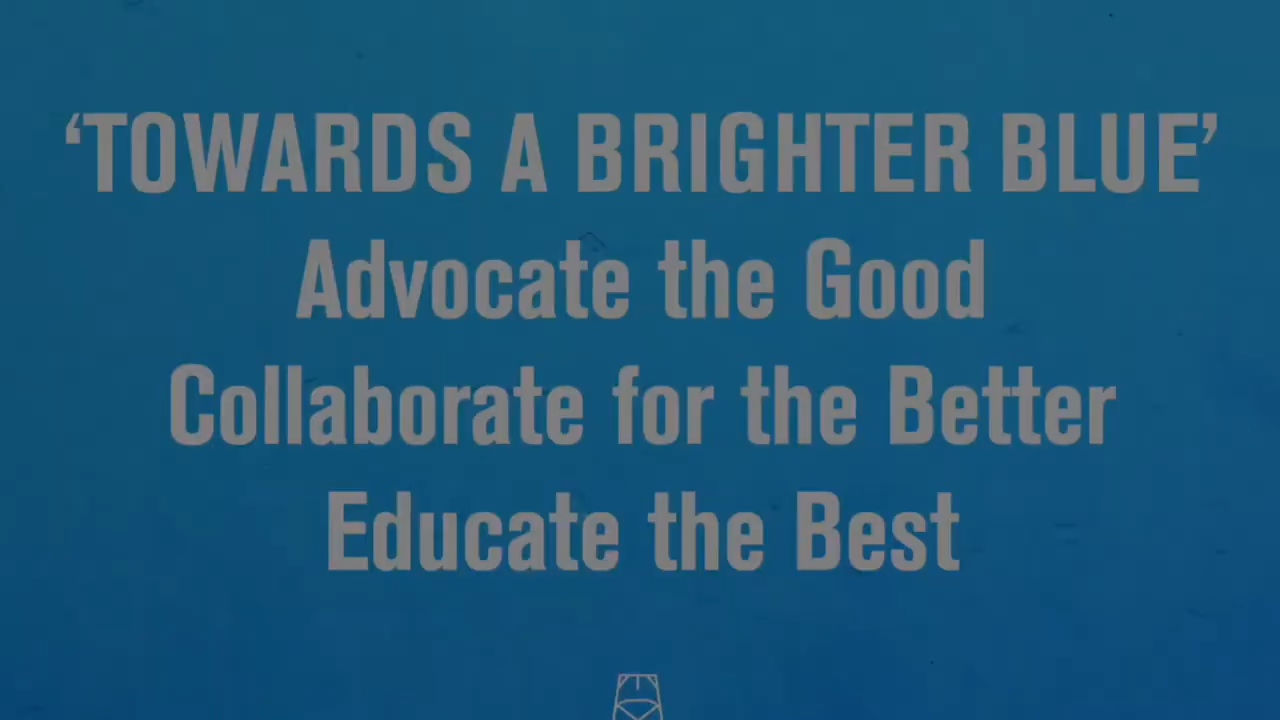 ‘TOWARDS A BRIGHTER BLUE’
Advocate the Good
Collaborate for the Better
Educate the Best